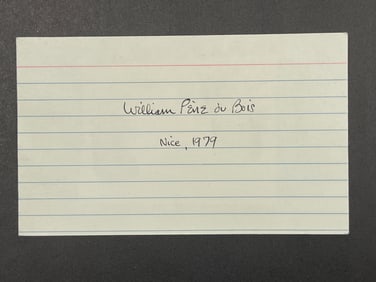 William Pène du Bois
Nice, 1979